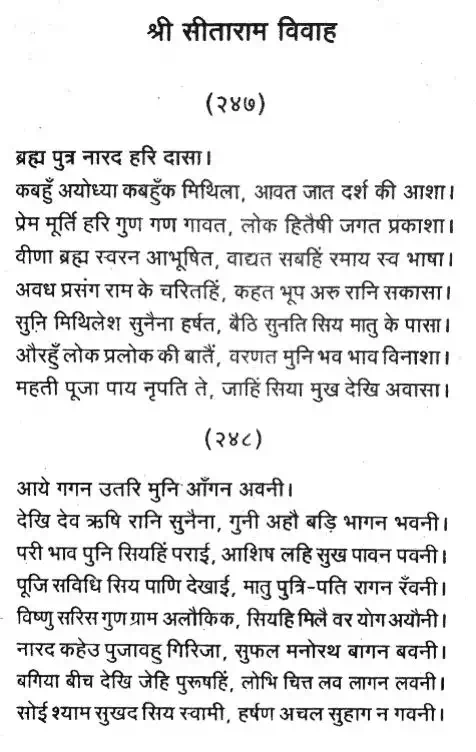 श्री सीताराम विवाह
(२४७)
ब्रह्म पुत्र नारद हरि दासा।
कबहुँ अयोध्या कबहुँक मिथिला, आवत जात दर्श की आशा।
प्रेम मूर्ति हरि गुण गण गावत, लोक हितैषी जगत प्रकाशा।
वीणा ब्रह्म स्वरन आभूषित, वाद्यत सबहिं रमाय स्व भाषा।
अवध प्रसंग राम के चरितहिं, कहत भूप अरु रानि सकासा।
सुनि मिथिलेश सुनैना हर्षत, बैठि सुनति सिय मातु के पासा।
औरहुँ लोक प्रलोक की बातैं, वरणत मुनि भव भाव विनाशा।
महती पूजा पाय नृपति ते, जाहिं सिया मुख देखि अवासा।
(२४८)
आये गगन उतरि मुनि आँगन अवनी।
देखि देव ऋषि रानि सुनैना, गुनी अहौ बड़ि भागन भवनी।
परी भाव पुनि सियहिं पराई, आशिष लहि सुख पावन पवनी।
पूजि सविधि सिय पाणि देखाई, मातु पुत्रि-पति रागन रँवनी।
विष्णु सरिस गुण ग्राम अलौकिक, सियहि मिलै वर योग अयौनी।
नारद कहेउ पुजावहु गिरिजा, सुफल मनोरथ बागन बवनी।
बगिया बीच देखि जेहि पुरूषहिं, लोभि चित्त लव लागन लवनी।
सोई श्याम सुखद सिय स्वामी, हर्षण अचल सुहाग न गवनी।